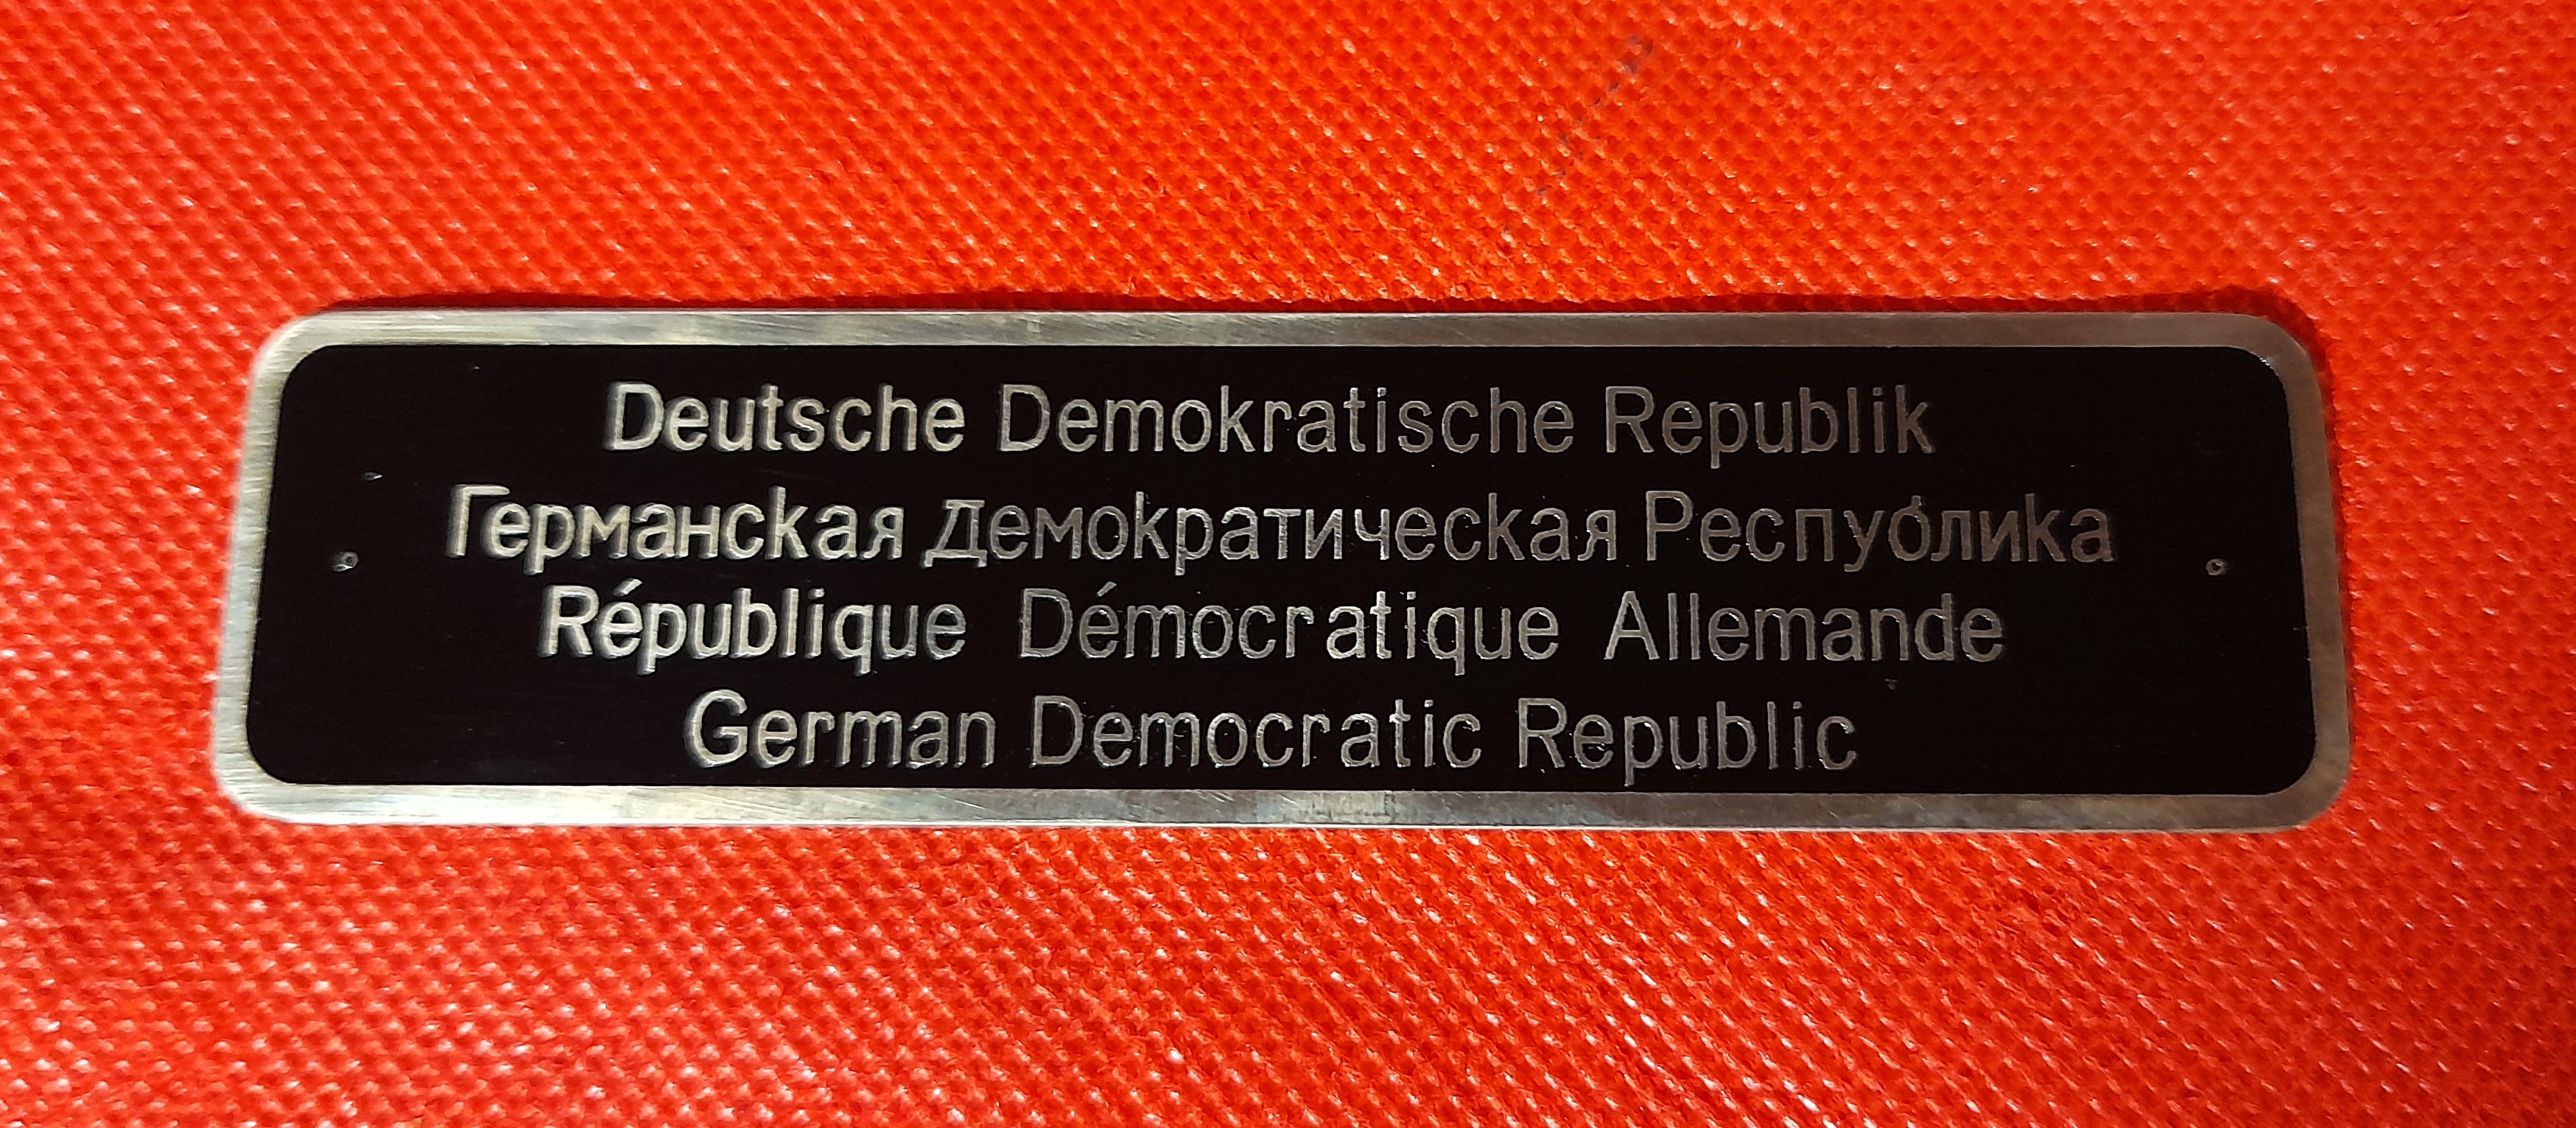 Deutsche Demokratische Republik
Германская Демократическая Республика
République Démocratique Allemande
German Democratic Republic